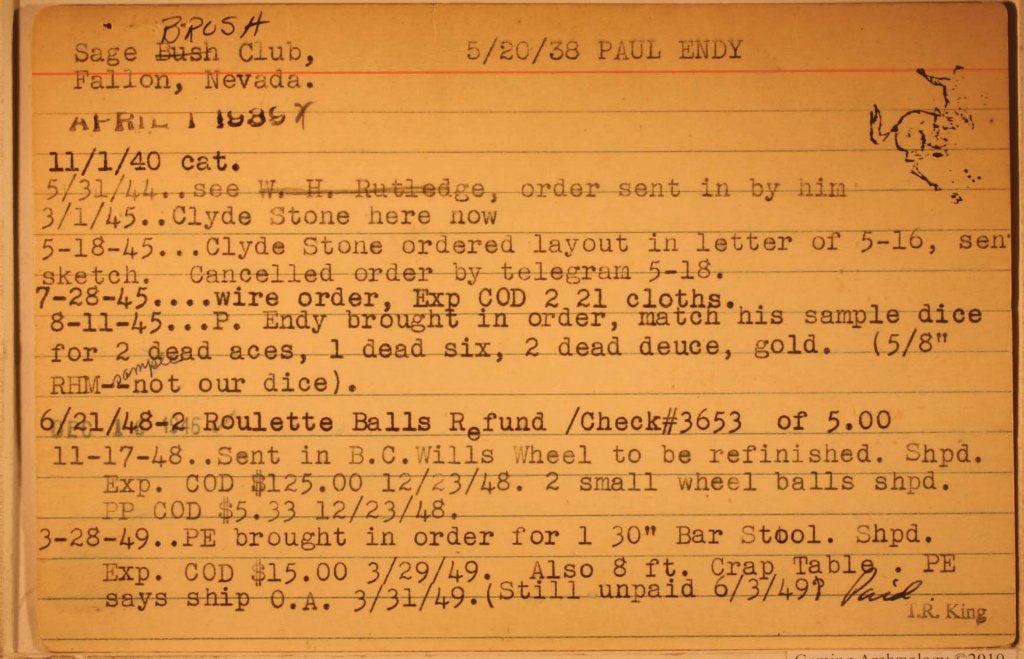 BRUSH
Sage Bush Club, 5/20/38 PAUL ENDY
Fallon, Nevada.
APRIL 1 1939
11/1/40 cat.
5/31/44..see W. H. Rutledge, order sent in by him
3/1/45..Clyde Stone here now
5-18-45...Clyde Stone ordered layout in letter of 5-16, sen
sketch. Cancelled order by telegram 5-18.
7-28-45....wire order, Exp COD 2 21 cloths.
8-11-45...P. Endy brought in order, match his sample dice
for 2 dead aces, 1 dead six, 2 dead deuce, gold. (5/8"
sample
RHM--not our dice).
6/21/48-2 Roulette Balls Refund /Check#3653 of 5.00
11-17-48..Sent in B.C.Wills Wheel to be refinished. Shpd.
Exp. COD $125.00 12/23/48. 2 small wheel balls shpd.
PP COD $5.33 12/23/48.
3-28-49..PE brought in order for 1 30" Bar Stool. Shpd.
Exp. COD $15.00 3/29/49. Also 8 ft. Crap Table . PE
says ship O.A. 3/31/49.(Still unpaid 6/3/49) Paid.
T.R. King